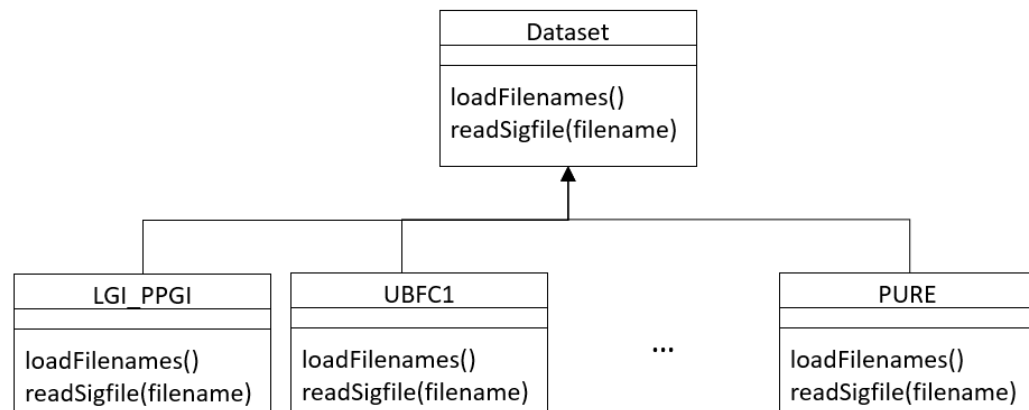 Dataset
loadFilenames()
readSigfile(filename)
LGI_PPGI
loadFilenames()
readSigfile(filename)
UBFC1
loadFilenames()
readSigfile(filename)
...
PURE
loadFilenames()
readSigfile(filename)